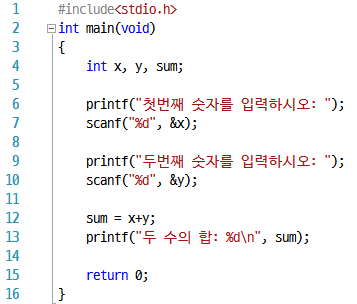 1 #include<stdio.h>
2 int main(void)
3 {
4 int x, y, sum;
5
6 printf("첫번째 숫자를 입력하시오: ");
7 scanf("%d", &x);
8
9 printf("두번째 숫자를 입력하시오: ");
10 scanf("%d", &y);
11
12 sum = x+y;
13 printf("두 수의 합: %d\n", sum);
14
15 return 0;
16 }